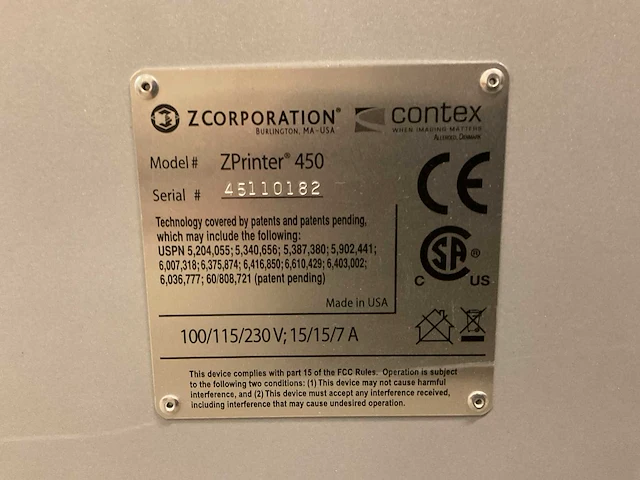 ZCORPORATION®
BURLINGTON, MA-USA
contex
WHEN IMAGING MATTERS
ALLEROD, DENMARK
Model # ZPrinter® 450
Serial # 45110182
Technology covered by patents and patents pending,
which may include the following:
USPN 5,204,055; 5,340,656; 5,387,380; 5,902,441;
6,007,318; 6,375,874; 6,416,850; 6,610,429; 6,403,002;
6,036,777; 60/808,721 (patent pending)
Made in USA
CE
C SA ® US
100/115/230 V; 15/15/7 A
This device complies with part 15 of the FCC Rules. Operation is subject
to the following two conditions: (1) This device may not cause harmful
interference, and (2) This device must accept any interference received,
including interference that may cause undesired operation.